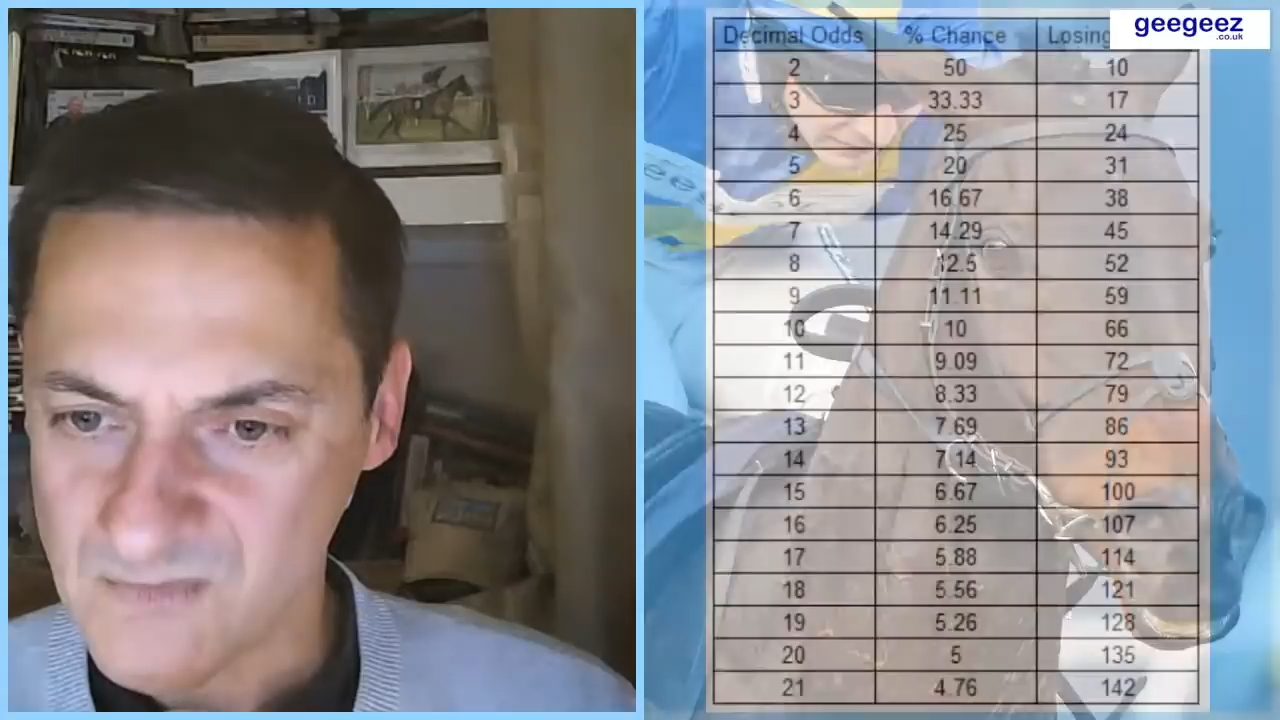 geegeez
.co.uk
Decimal Odds % Chance Losing
2 50 10
3 33.33 17
4 25 24
5 20 31
6 16.67 38
7 14.29 45
8 12.5 52
9 11.11 59
10 10 66
11 9.09 72
12 8.33 79
13 7.69 86
14 7.14 93
15 6.67 100
16 6.25 107
17 5.88 114
18 5.56 121
19 5.26 128
20 5 135
21 4.76 142